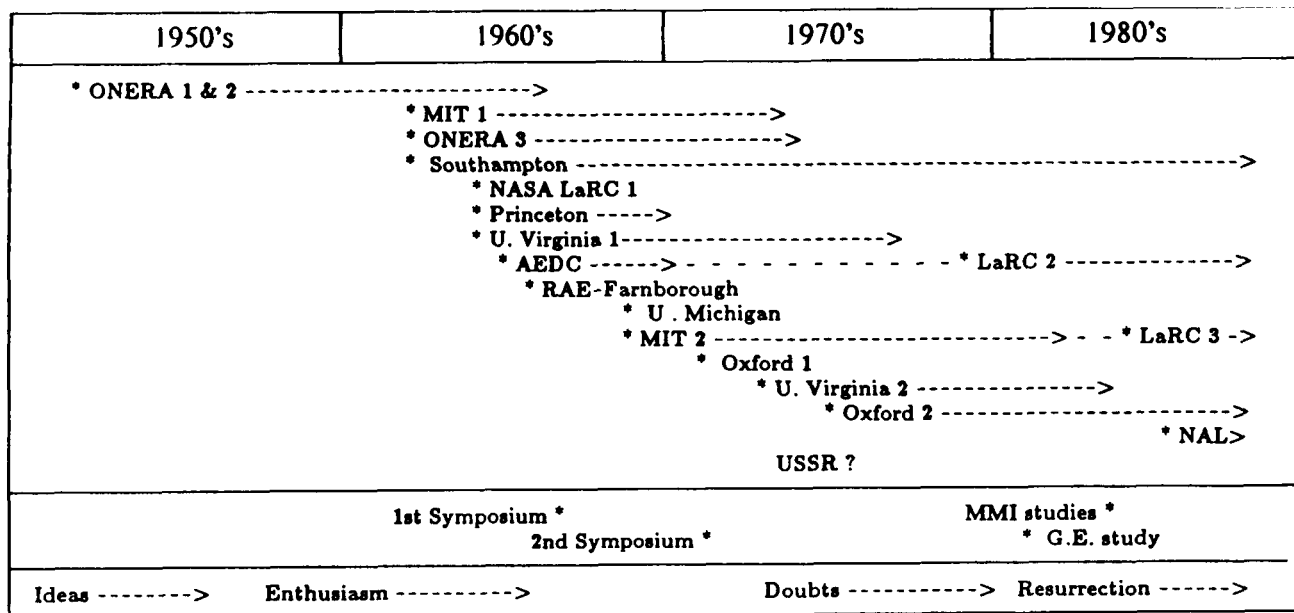 1950's 1960's 1970's 1980's
* ONERA 1 & 2 ----------------------->
* MIT 1 ----------------------->
* ONERA 3 --------------------->
* Southampton ------------------------------------------------------->
* NASA LaRC 1
* Princeton ----->
* U. Virginia 1--------------------->
* AEDC ------> - - - - - - - - - - - * LaRC 2 ------------->
* RAE-Farnborough
* U . Michigan
* MIT 2 ---------------------------> - - * LaRC 3 ->
* Oxford 1
* U. Virginia 2 --------------->
* Oxford 2 ------------------------>
* NAL>
USSR ?
1st Symposium * MMI studies *
2nd Symposium * * G.E. study
Ideas --------> Enthusiasm ----------> Doubts -----------> Resurrection ------>